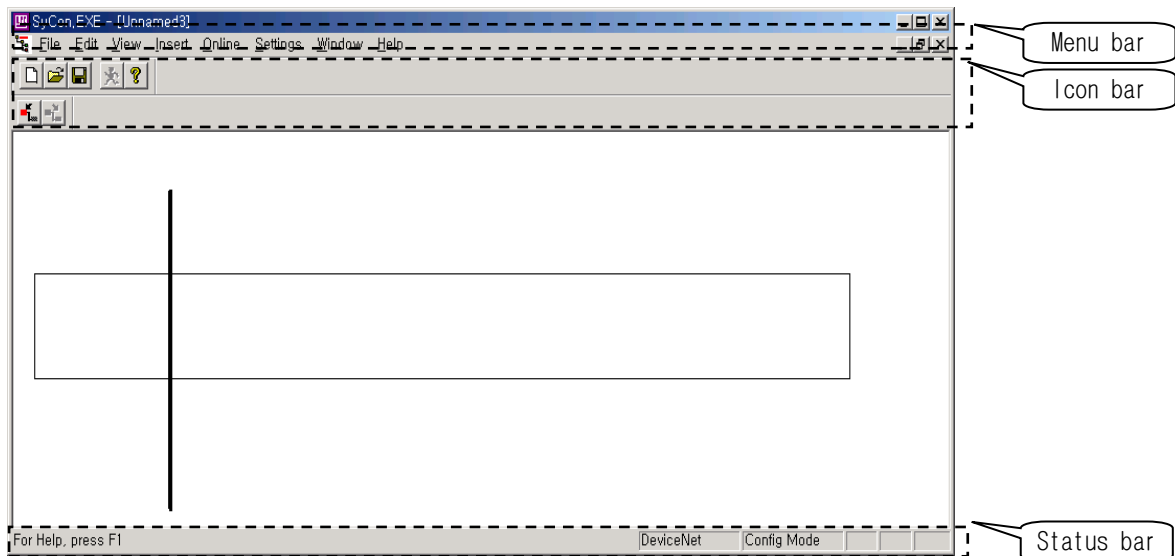 SyCon,EXE - [Unnamed3]
File Edit View Insert Online Settings Window Help
Menu bar
Icon bar
For Help, press F1
DeviceNet
Config Mode
Status bar